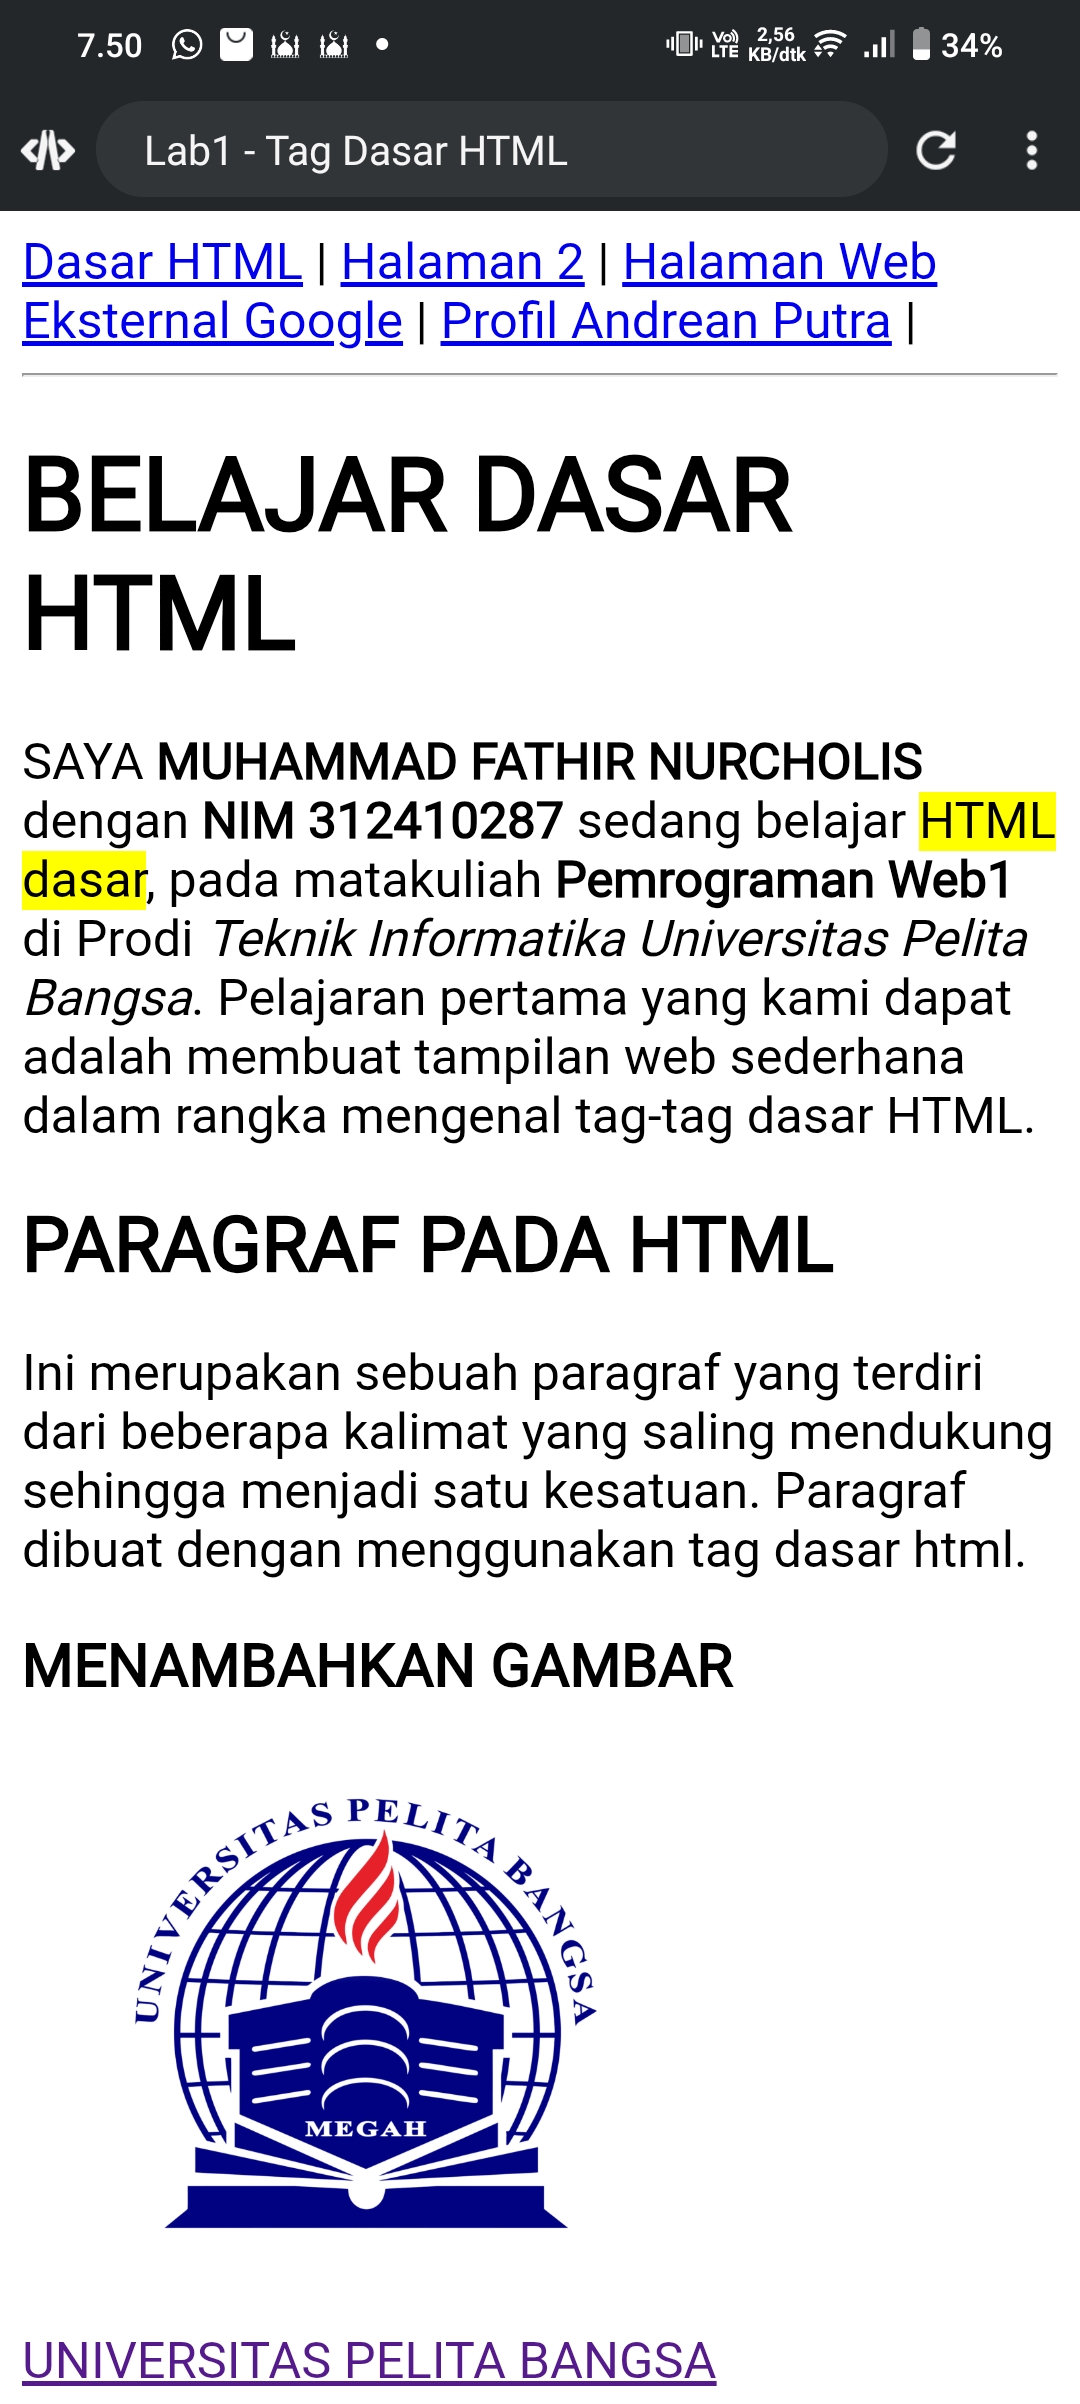 7.50
Vo)) LTE 2,56 KB/dtk 34%
Lab1 - Tag Dasar HTML
Dasar HTML | Halaman 2 | Halaman Web
Eksternal Google | Profil Andrean Putra |
BELAJAR DASAR
HTML
SAYA MUHAMMAD FATHIR NURCHOLIS
dengan NIM 312410287 sedang belajar HTML
dasar, pada matakuliah Pemrograman Web1
di Prodi Teknik Informatika Universitas Pelita
Bangsa. Pelajaran pertama yang kami dapat
adalah membuat tampilan web sederhana
dalam rangka mengenal tag-tag dasar HTML.
PARAGRAF PADA HTML
Ini merupakan sebuah paragraf yang terdiri
dari beberapa kalimat yang saling mendukung
sehingga menjadi satu kesatuan. Paragraf
dibuat dengan menggunakan tag dasar html.
MENAMBAHKAN GAMBAR
UNIVERSITAS PELITA BANGSA
MEGAH
UNIVERSITAS PELITA BANGSA